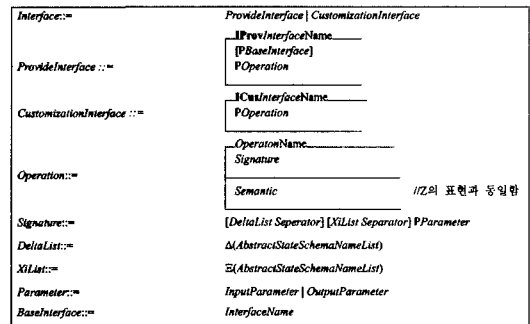 Interface::= ProvideInterface | CustomizationInterface
IProvInterfaceName
[PBaseInterface]
ProvideInterface ::= POperation
ICusInterfaceName
CustomizationInterface ::= POperation
OperatonName
Signature
Operation::=
Semantic //Z의 표현과 동일함
Signature::= [DeltaList Seperator] [XiList Separator] PParameter
DeltaList::= Δ(AbstractStateSchemaNameList)
XiList::= Ξ(AbstractStateSchemaNameList)
Parameter::= InputParameter | OutputParameter
BaseInterface::= InterfaceName